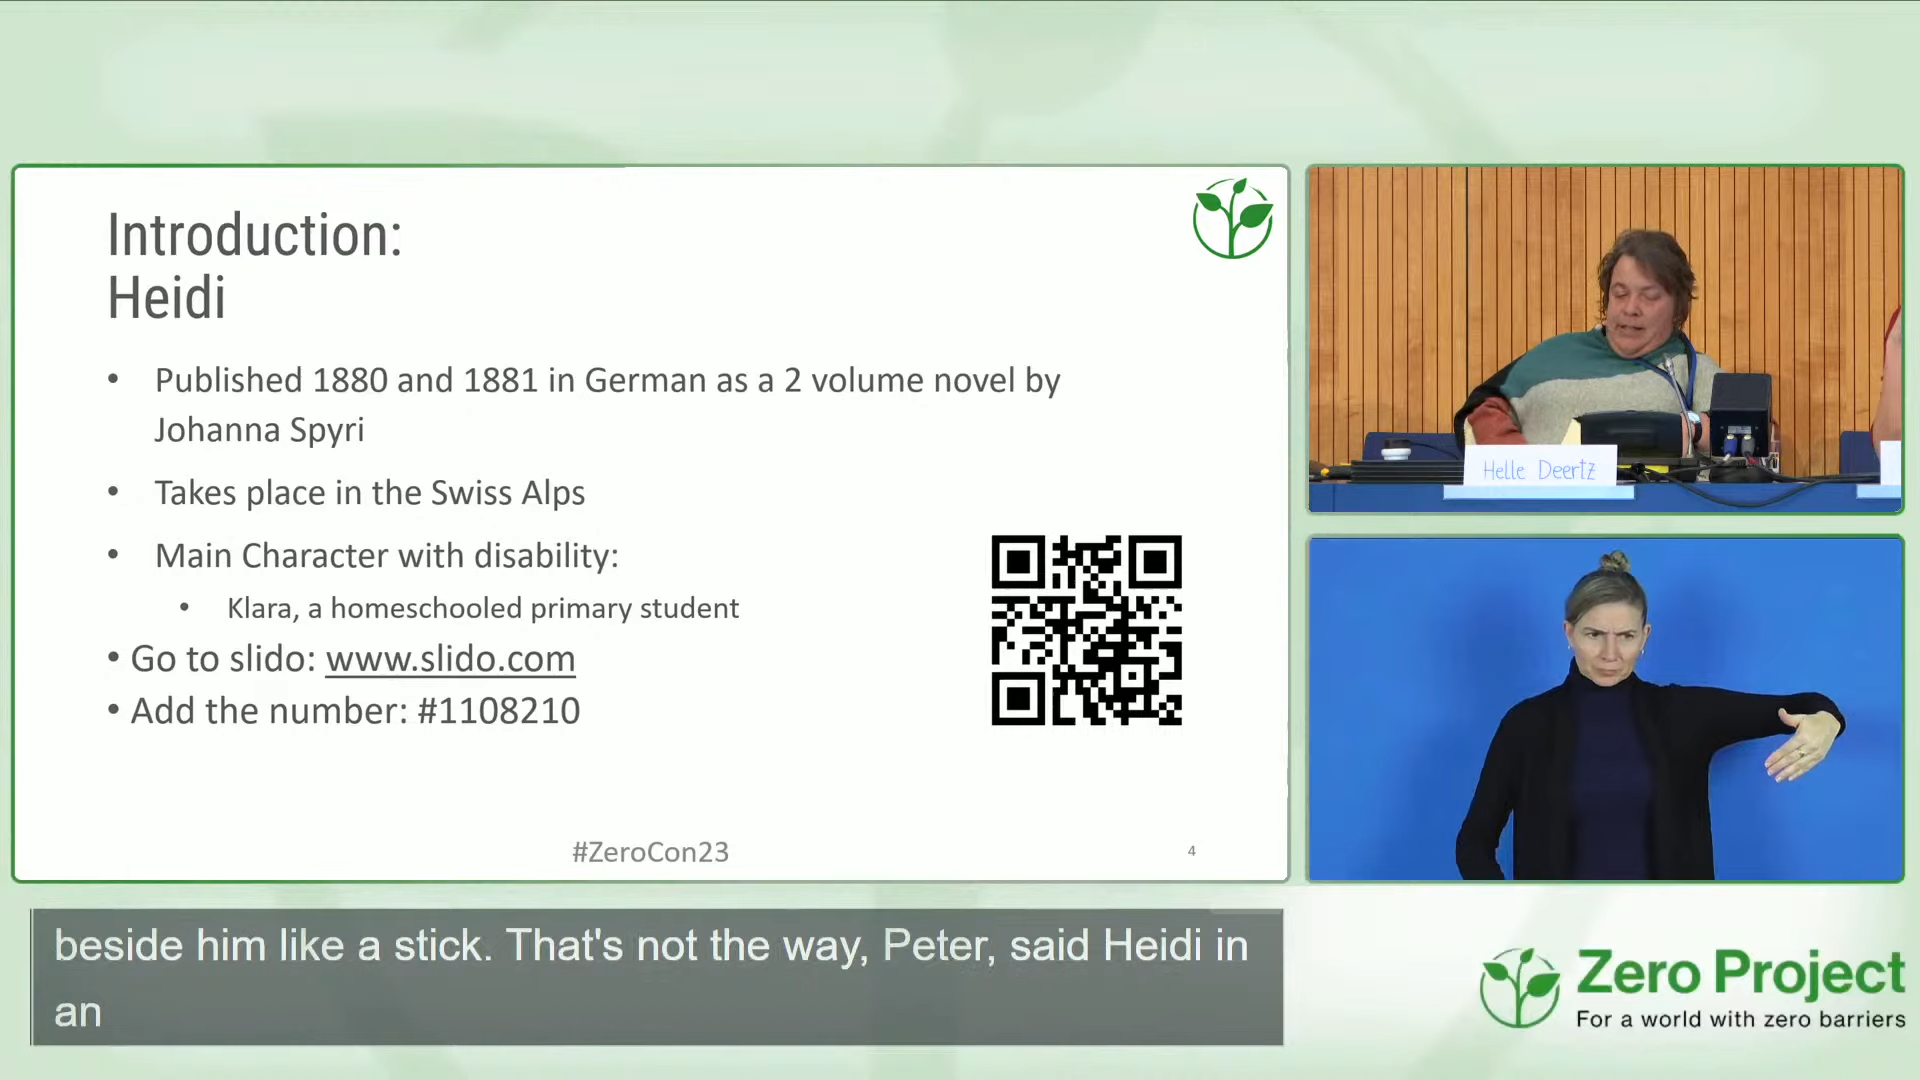 Introduction:
Heidi
• Published 1880 and 1881 in German as a 2 volume novel by
Johanna Spyri
• Takes place in the Swiss Alps
• Main Character with disability:
• Klara, a homeschooled primary student
• Go to slido: www.slido.com
• Add the number: #1108210
#ZeroCon23
4
Helle Deertz
beside him like a stick. That's not the way, Peter, said Heidi in
an
Zero Project
For a world with zero barriers